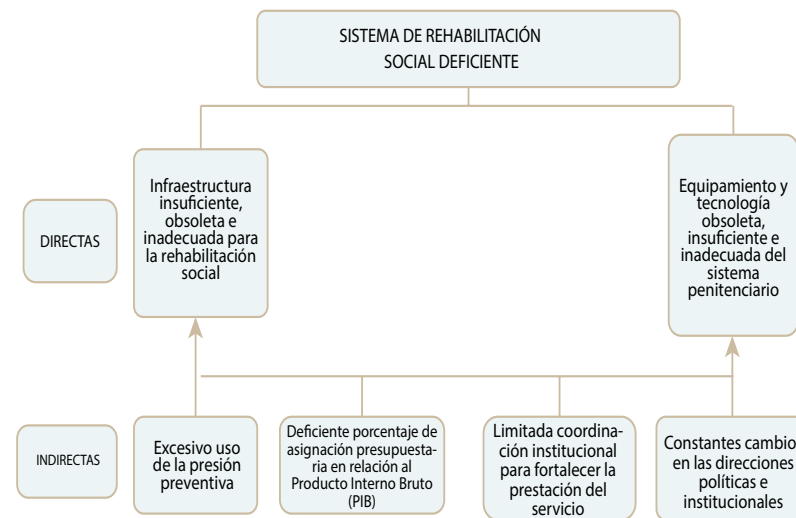 SISTEMA DE REHABILITACIÓN
SOCIAL DEFICIENTE
DIRECTAS
Infraestructura
insuficiente,
obsoleta e
inadecuada para
la rehabilitación
social
Equipamiento y
tecnología
obsoleta,
insuficiente e
inadecuada del
sistema
penitenciario
INDIRECTAS
Excesivo uso
de la presión
preventiva
Deficiente porcentaje de
asignación presupuesta-
ria en relación al
Producto Interno Bruto
(PIB)
Limitada coordina-
ción institucional
para fortalecer la
prestación del
servicio
Constantes cambios
en las direcciones
políticas e
institucionales